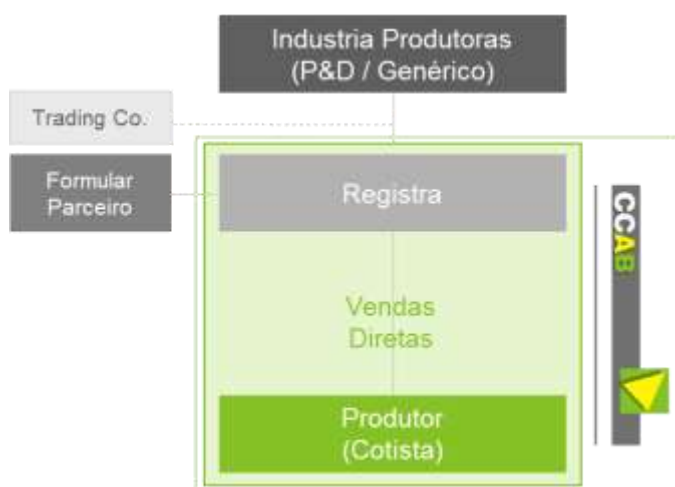 Industria Produtoras
(P&D / Genérico)
Trading Co.
Formular
Parceiro
Registra
CCAB
Vendas
Diretas
Produtor
(Cotista)